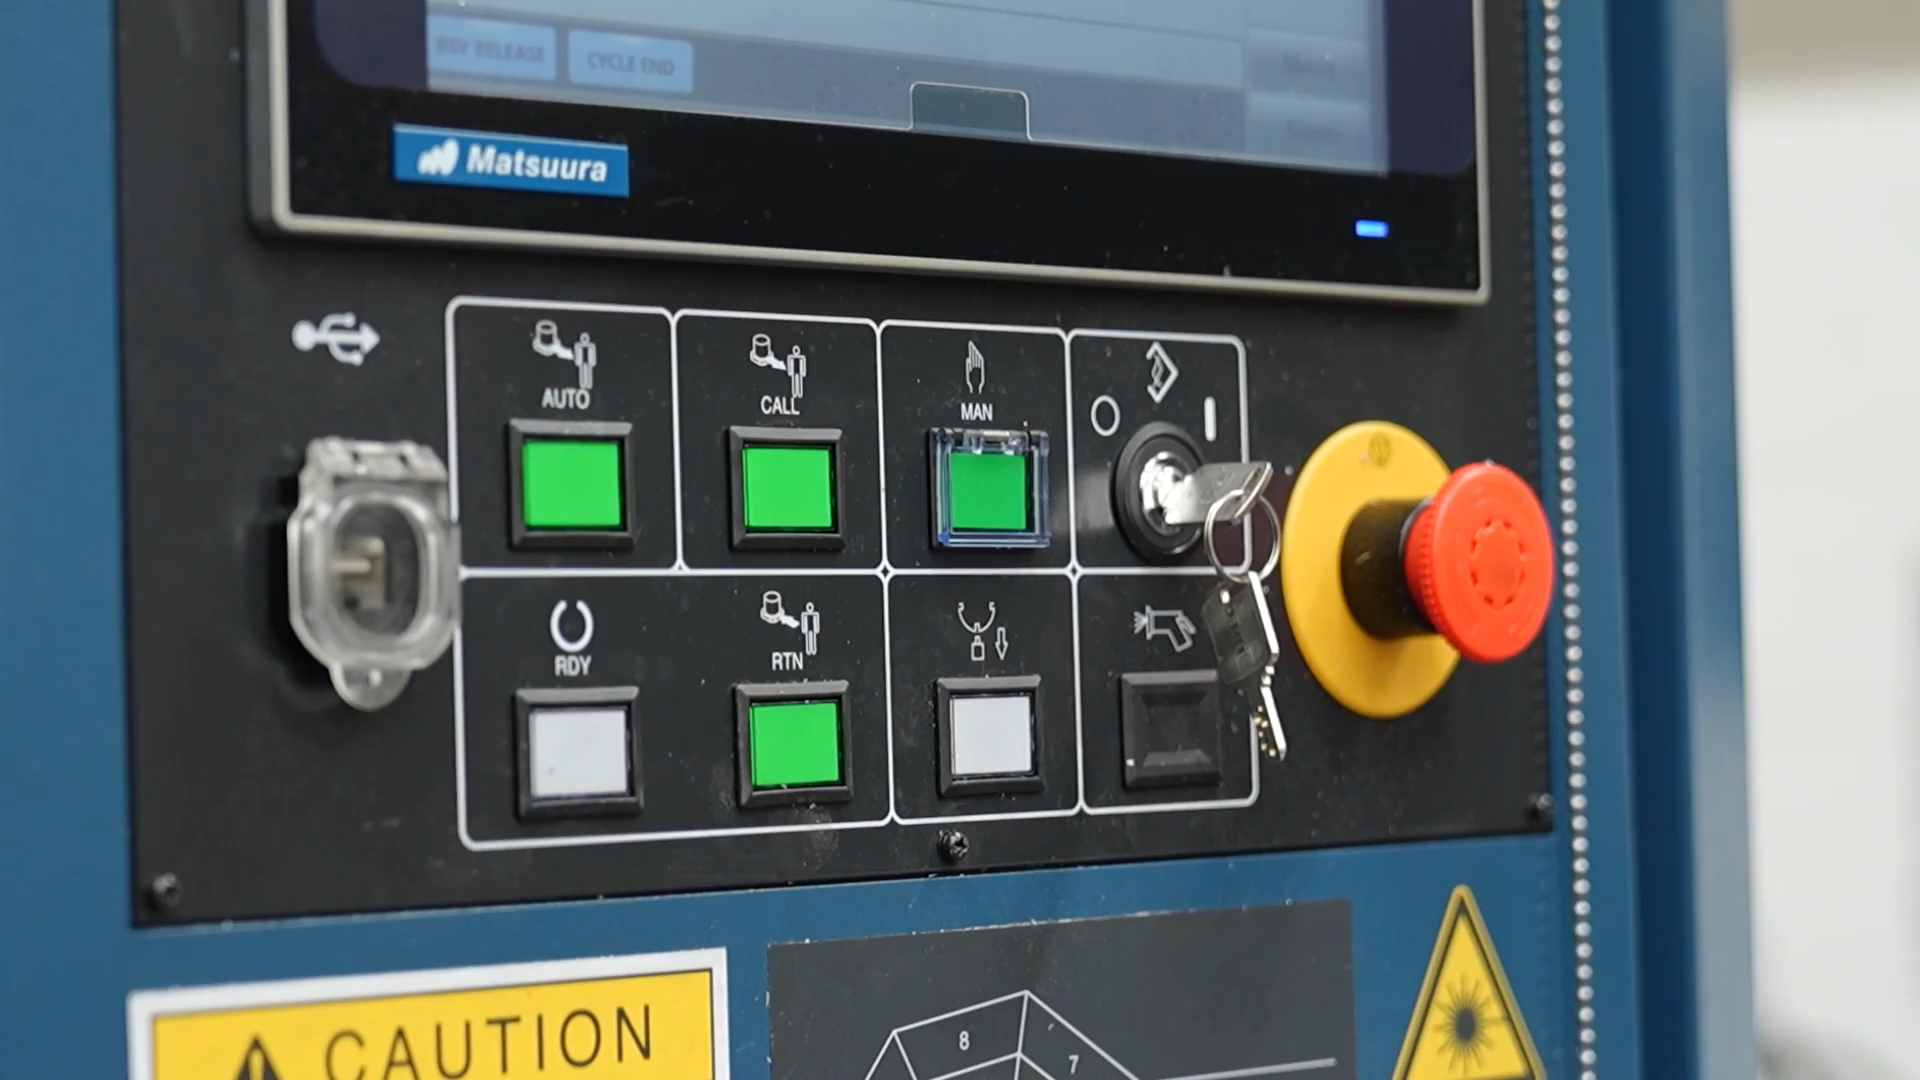 RSV RELEASE
CYCLE END
Matsuura
AUTO
CALL
MAN
RDY
RTN
CAUTION
8
7